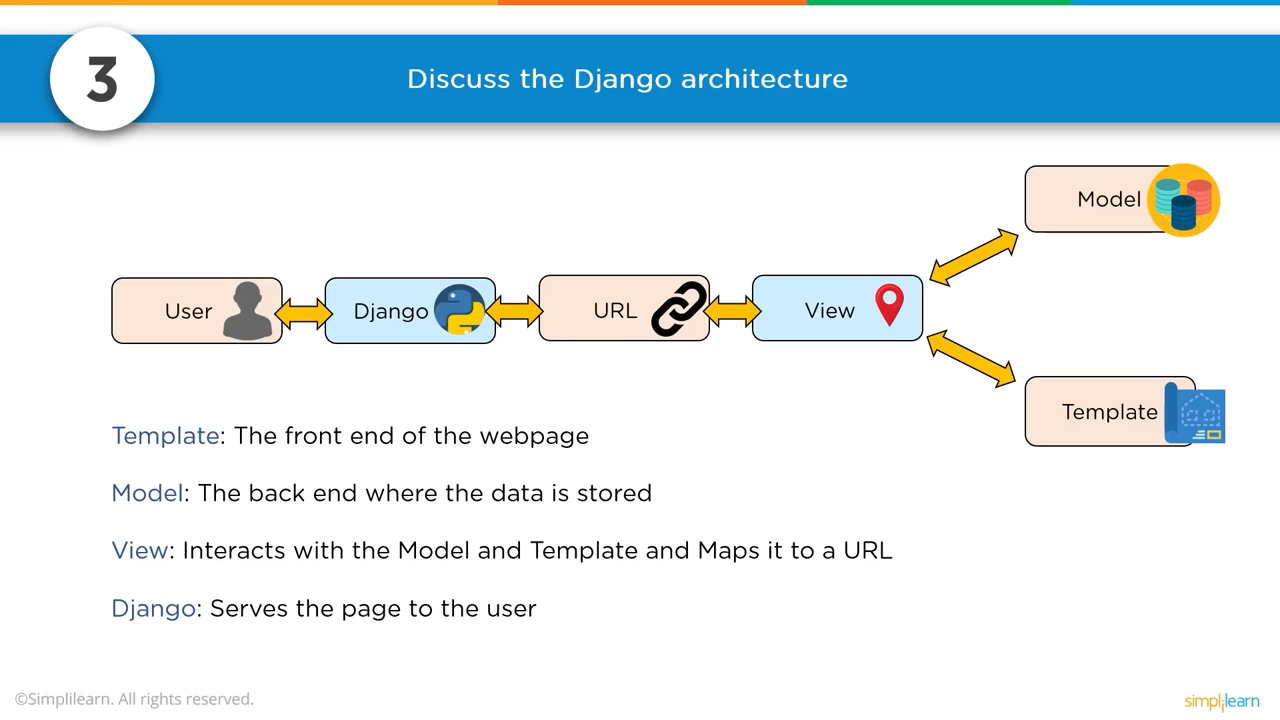 3
Discuss the Django architecture
Model
User
Django
URL
View
Template
Template: The front end of the webpage
Model: The back end where the data is stored
View: Interacts with the Model and Template and Maps it to a URL
Django: Serves the page to the user
©Simplilearn. All rights reserved.
simplilearn